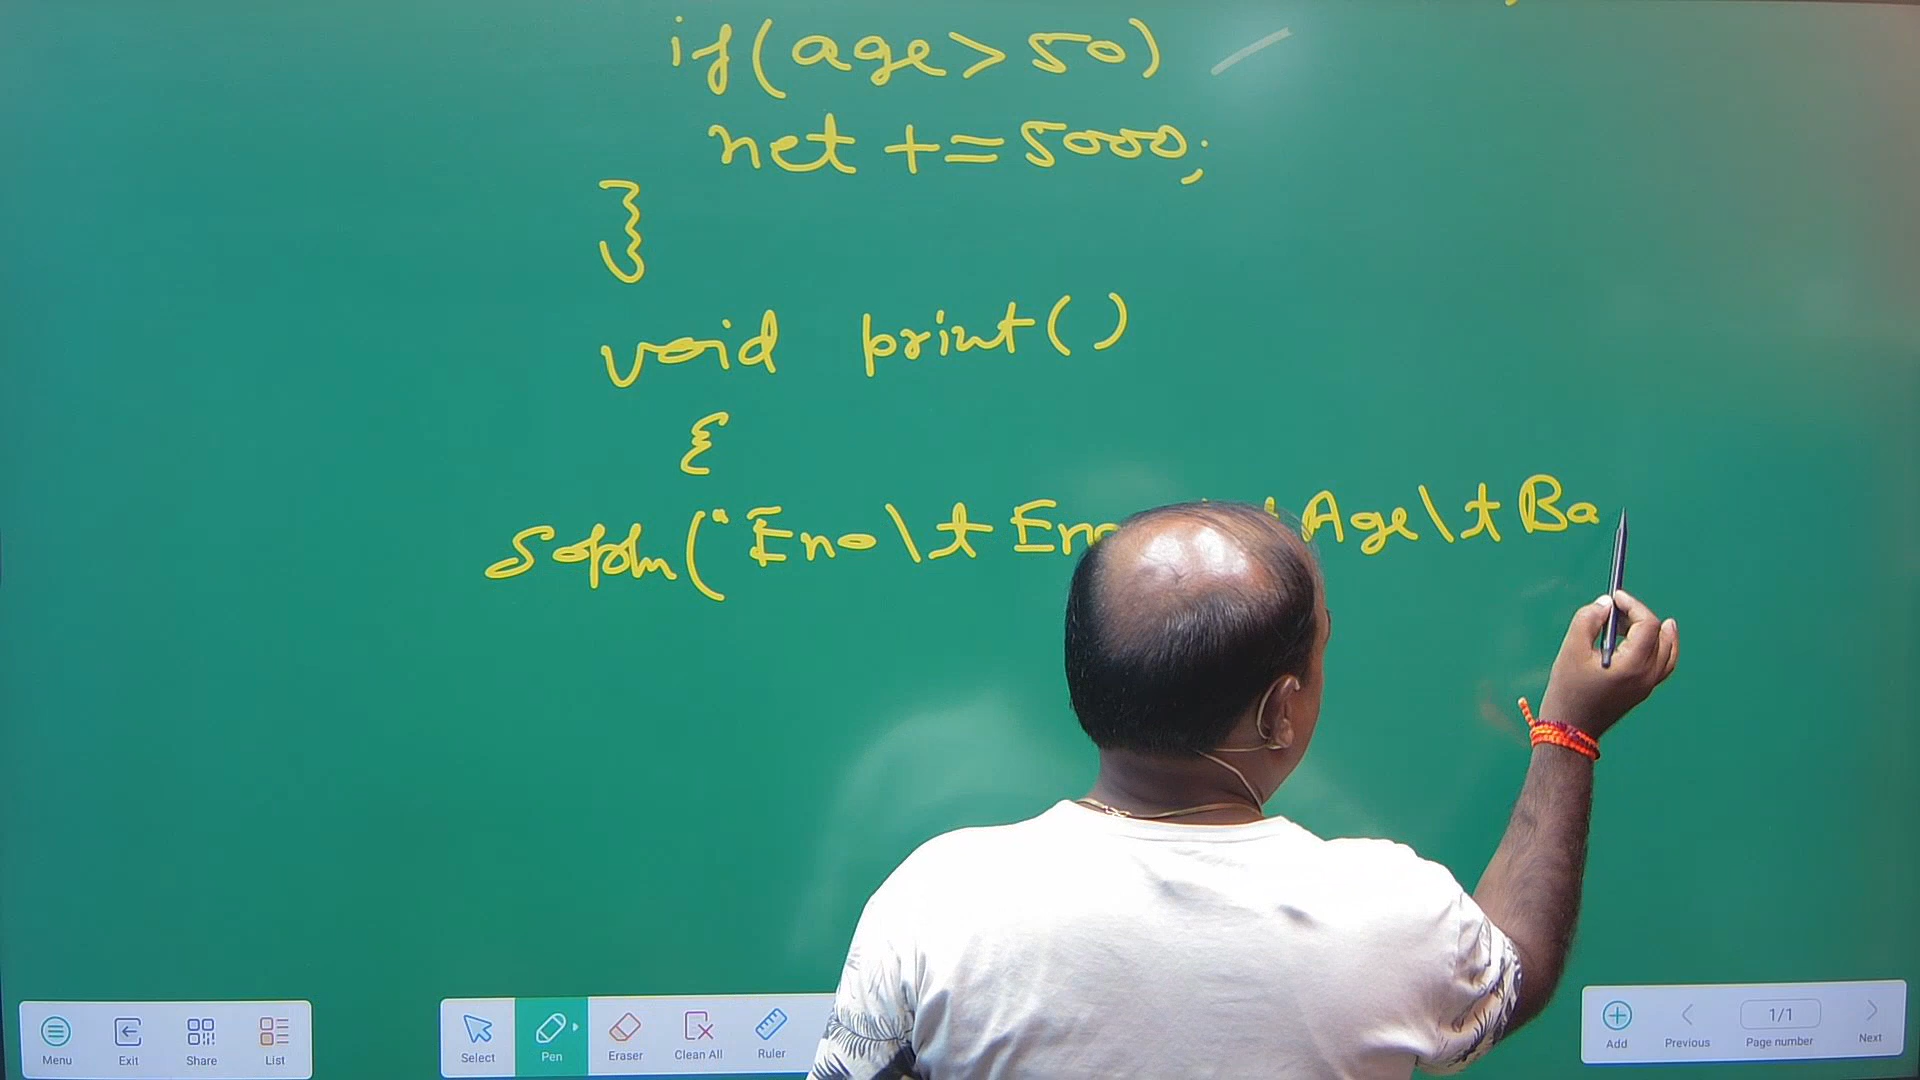 if(age>50)
net +=5000;
}
void print()
{
sopln("Eno\t Age\t Ba
Menu
Exit
Share
List
Select
Pen
Eraser
Clean All
Ruler
Add
Previous
1/1
Page number
Next